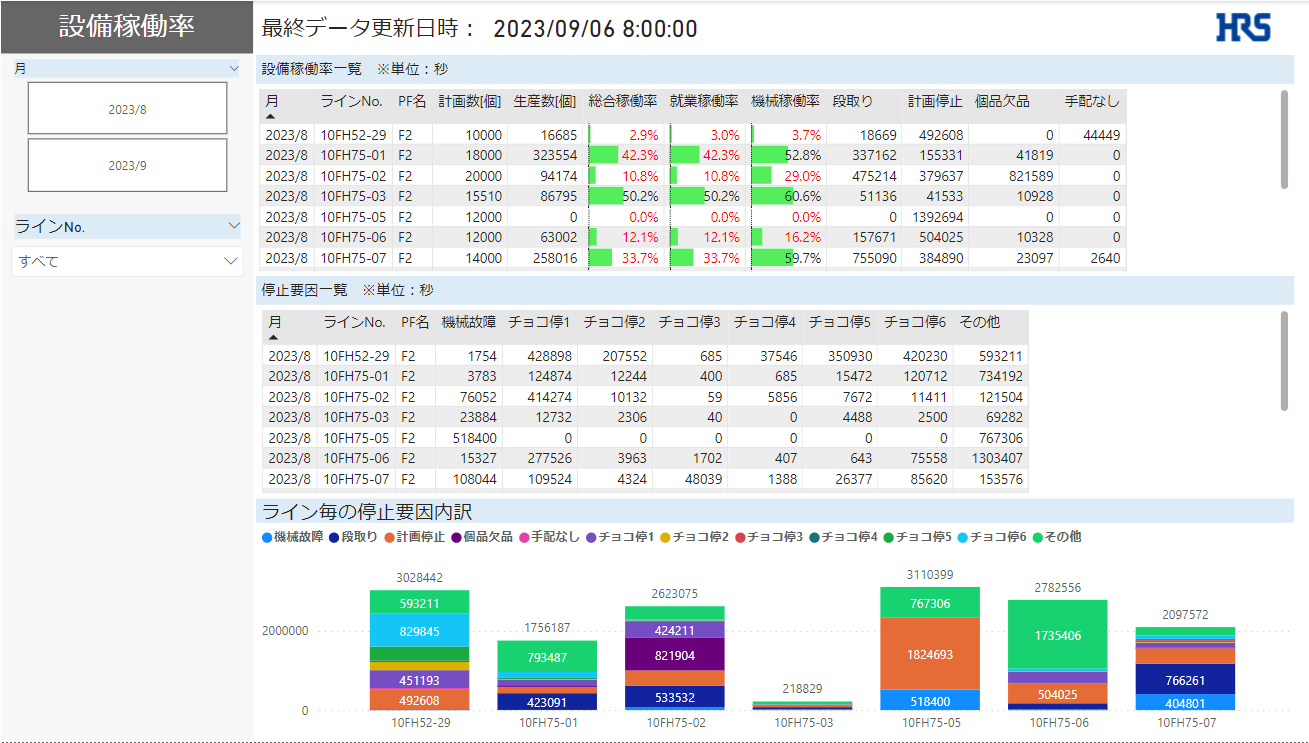 設備稼働率
最終データ更新日時： 2023/09/06 8:00:00
HRS
月
2023/8
2023/9
ラインNo.
すべて
設備稼働率一覧 ※単位：秒
月 ラインNo. PF名 計画数[個] 生産数[個] 総合稼働率 就業稼働率 機械稼働率 段取り 計画停止 個品欠品 手配なし
2023/8 10FH52-29 F2 10000 16685 2.9% 3.0% 3.7% 18669 492608 0 44449
2023/8 10FH75-01 F2 18000 323554 42.3% 42.3% 52.8% 337162 155331 41819 0
2023/8 10FH75-02 F2 20000 94174 10.8% 10.8% 29.0% 475214 379637 821589 0
2023/8 10FH75-03 F2 15510 86795 50.2% 50.2% 60.6% 51136 41533 10928 0
2023/8 10FH75-05 F2 12000 0 0.0% 0.0% 0.0% 0 1392694 0 0
2023/8 10FH75-06 F2 12000 63002 12.1% 12.1% 16.2% 157671 504025 10328 0
2023/8 10FH75-07 F2 14000 258016 33.7% 33.7% 59.7% 755090 384890 23097 2640
停止要因一覧 ※単位：秒
月 ラインNo. PF名 機械故障 チョコ停1 チョコ停2 チョコ停3 チョコ停4 チョコ停5 チョコ停6 その他
2023/8 10FH52-29 F2 1754 428898 207552 685 37546 350930 420230 593211
2023/8 10FH75-01 F2 3783 124874 12244 400 685 15472 120712 734192
2023/8 10FH75-02 F2 76052 414274 10132 59 5856 7672 11411 121504
2023/8 10FH75-03 F2 23884 12732 2306 40 0 4488 2500 69282
2023/8 10FH75-05 F2 518400 0 0 0 0 0 0 767306
2023/8 10FH75-06 F2 15327 277526 3963 1702 407 643 75558 1303407
2023/8 10FH75-07 F2 108044 109524 4324 48039 1388 26377 85620 153576
ライン毎の停止要因内訳
機械故障 段取り 計画停止 個品欠品 手配なし チョコ停1 チョコ停2 チョコ停3 チョコ停4 チョコ停5 チョコ停6 その他
3028442 1756187 2623075 218829 3110399 2782556 2097572
2000000
0
593211
829845
451193
492608
793487
423091
424211
821904
533532
767306
1824693
518400
1735406
504025
766261
404801
10FH52-29 10FH75-01 10FH75-02 10FH75-03 10FH75-05 10FH75-06 10FH75-07